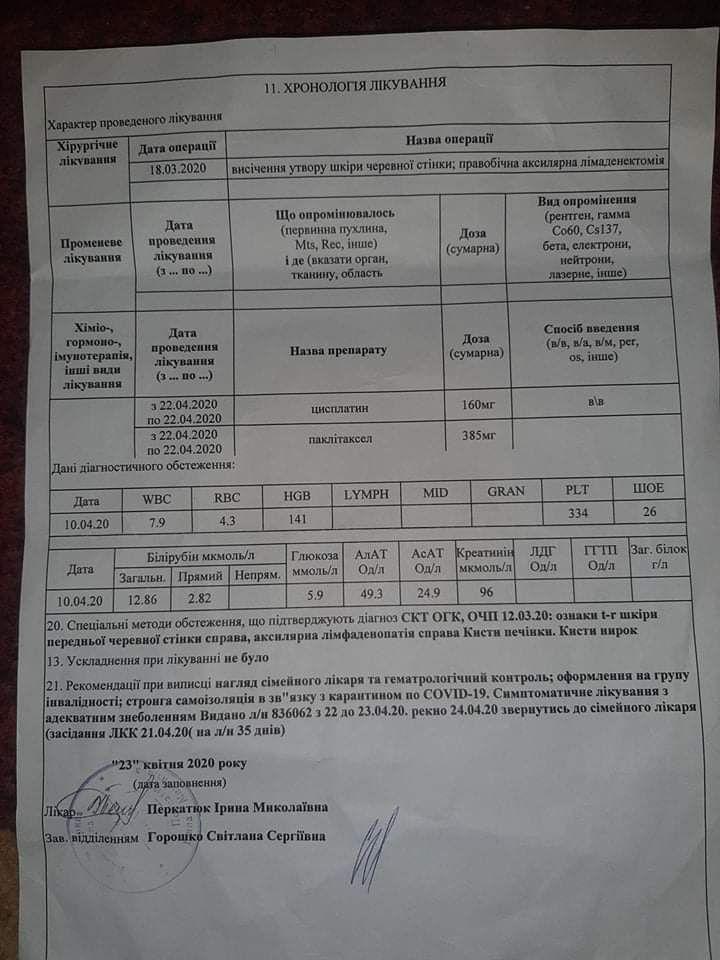 11. ХРОНОЛОГІЯ ЛІКУВАННЯ
Характер проведеного лікування
Хірургічне лікування
Дата операції
Назва операції
18.03.2020
висічення утвору шкіри черевної стінки; правобічна аксилярна лімаденектомія
Променеве лікування
Дата проведення лікування (з ... по ...)
Що опромінювалось (первинна пухлина, Mts, Rec, інше) і де (вказати орган, тканину, область
Доза (сумарна)
Вид опромінення (рентген, гамма Co60, Cs137, бета, електрони, нейтрони, лазерне, інше)
Хіміо-, гормоно-, імунотерапія, інші види лікування
Дата проведення лікування (з ... по ...)
Назва препарату
Доза (сумарна)
Спосіб введення (в/в, в/а, в/м, per, os, інше)
з 22.04.2020 по 22.04.2020
цисплатин
160мг
в\в
з 22.04.2020 по 22.04.2020
паклітаксел
385мг
Дані діагностичного обстеження:
Дата WBC RBC HGB LYMPH MID GRAN PLT ШОЕ
10.04.20 7.9 4.3 141 334 26
Дата Білірубін мкмоль/л Глюкоза ммоль/л АлАТ Од/л АсАТ Од/л Креатинін мкмоль/л ЛДГ Од/л ГГТП Од/л Заг. білок г/л
Загальн. Прямий Непрям.
10.04.20 12.86 2.82 5.9 49.3 24.9 96
20. Спеціальні методи обстеження, що підтверджують діагноз СКТ ОГК, ОЧП 12.03.20: ознаки t-r шкіри
передньої черевної стінки справа, аксилярна лімфаденопатія справа Кисти печінки. Кисти нирок
13. Ускладнення при лікуванні не було
21. Рекомендації при виписці нагляд сімейного лікаря та гематрологічний контроль; оформлення на групу
інвалідності; стронга самоізоляція в зв"язку з карантином по COVID-19. Симптоматичне лікування з
адекватним знеболенням Видано л/н 836062 з 22 до 23.04.20. рекно 24.04.20 звернутись до сімейного лікаря
(засідання ЛКК 21.04.20( на л/н 35 днів)
"23" квітня 2020 року
(дата заповнення)
Лікар Перкатюк Ірина Миколаївна
Зав. відділенням Горошко Світлана Сергіївна